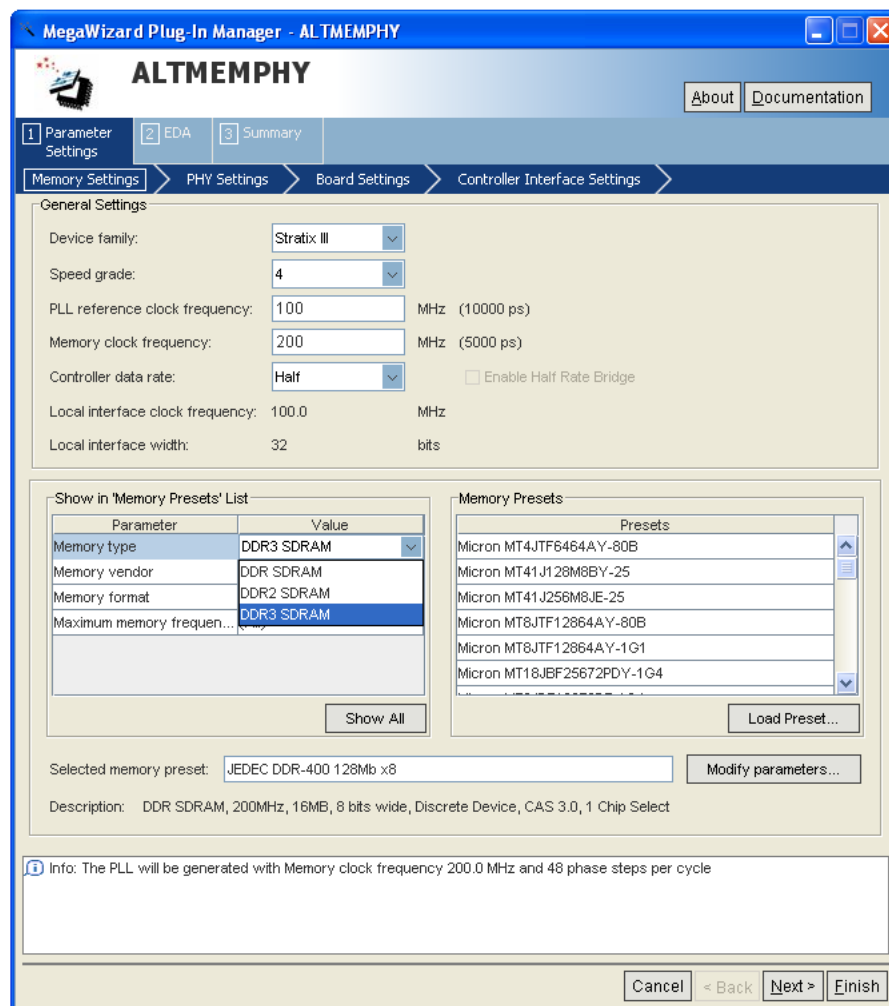 MegaWizard Plug-In Manager - ALTMEMPHY
ALTMEMPHY
About Documentation
1 Parameter Settings 2 EDA 3 Summary
Memory Settings PHY Settings Board Settings Controller Interface Settings
General Settings
Device family: Stratix III
Speed grade: 4
PLL reference clock frequency: 100 MHz (10000 ps)
Memory clock frequency: 200 MHz (5000 ps)
Controller data rate: Half Enable Half Rate Bridge
Local interface clock frequency: 100.0 MHz
Local interface width: 32 bits
Show in 'Memory Presets' List
Parameter Value
Memory type DDR3 SDRAM
Memory vendor DDR SDRAM
Memory format DDR2 SDRAM
DDR3 SDRAM
Maximum memory frequen...
Show All
Memory Presets
Presets
Micron MT4JTF6464AY-80B
Micron MT41J128M8BY-25
Micron MT41J256M8JE-25
Micron MT8JTF12864AY-80B
Micron MT8JTF12864AY-1G1
Micron MT18JBF25672PDY-1G4
Load Preset...
Selected memory preset: JEDEC DDR-400 128Mb x8 Modify parameters...
Description: DDR SDRAM, 200MHz, 16MB, 8 bits wide, Discrete Device, CAS 3.0, 1 Chip Select
Info: The PLL will be generated with Memory clock frequency 200.0 MHz and 48 phase steps per cycle
Cancel < Back Next > Finish